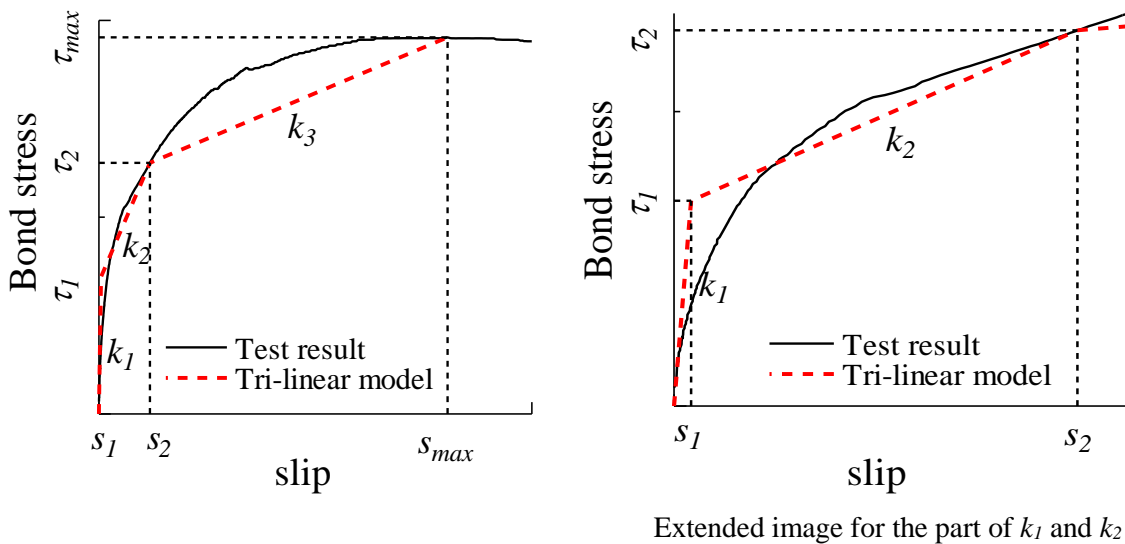 τmax
τ2
τ1
Bond stress
k3
k2
k1
Test result
Tri-linear model
s1
s2
smax
slip
τ2
τ1
Bond stress
k2
k1
Test result
Tri-linear model
s1
s2
slip
Extended image for the part of k1 and k2